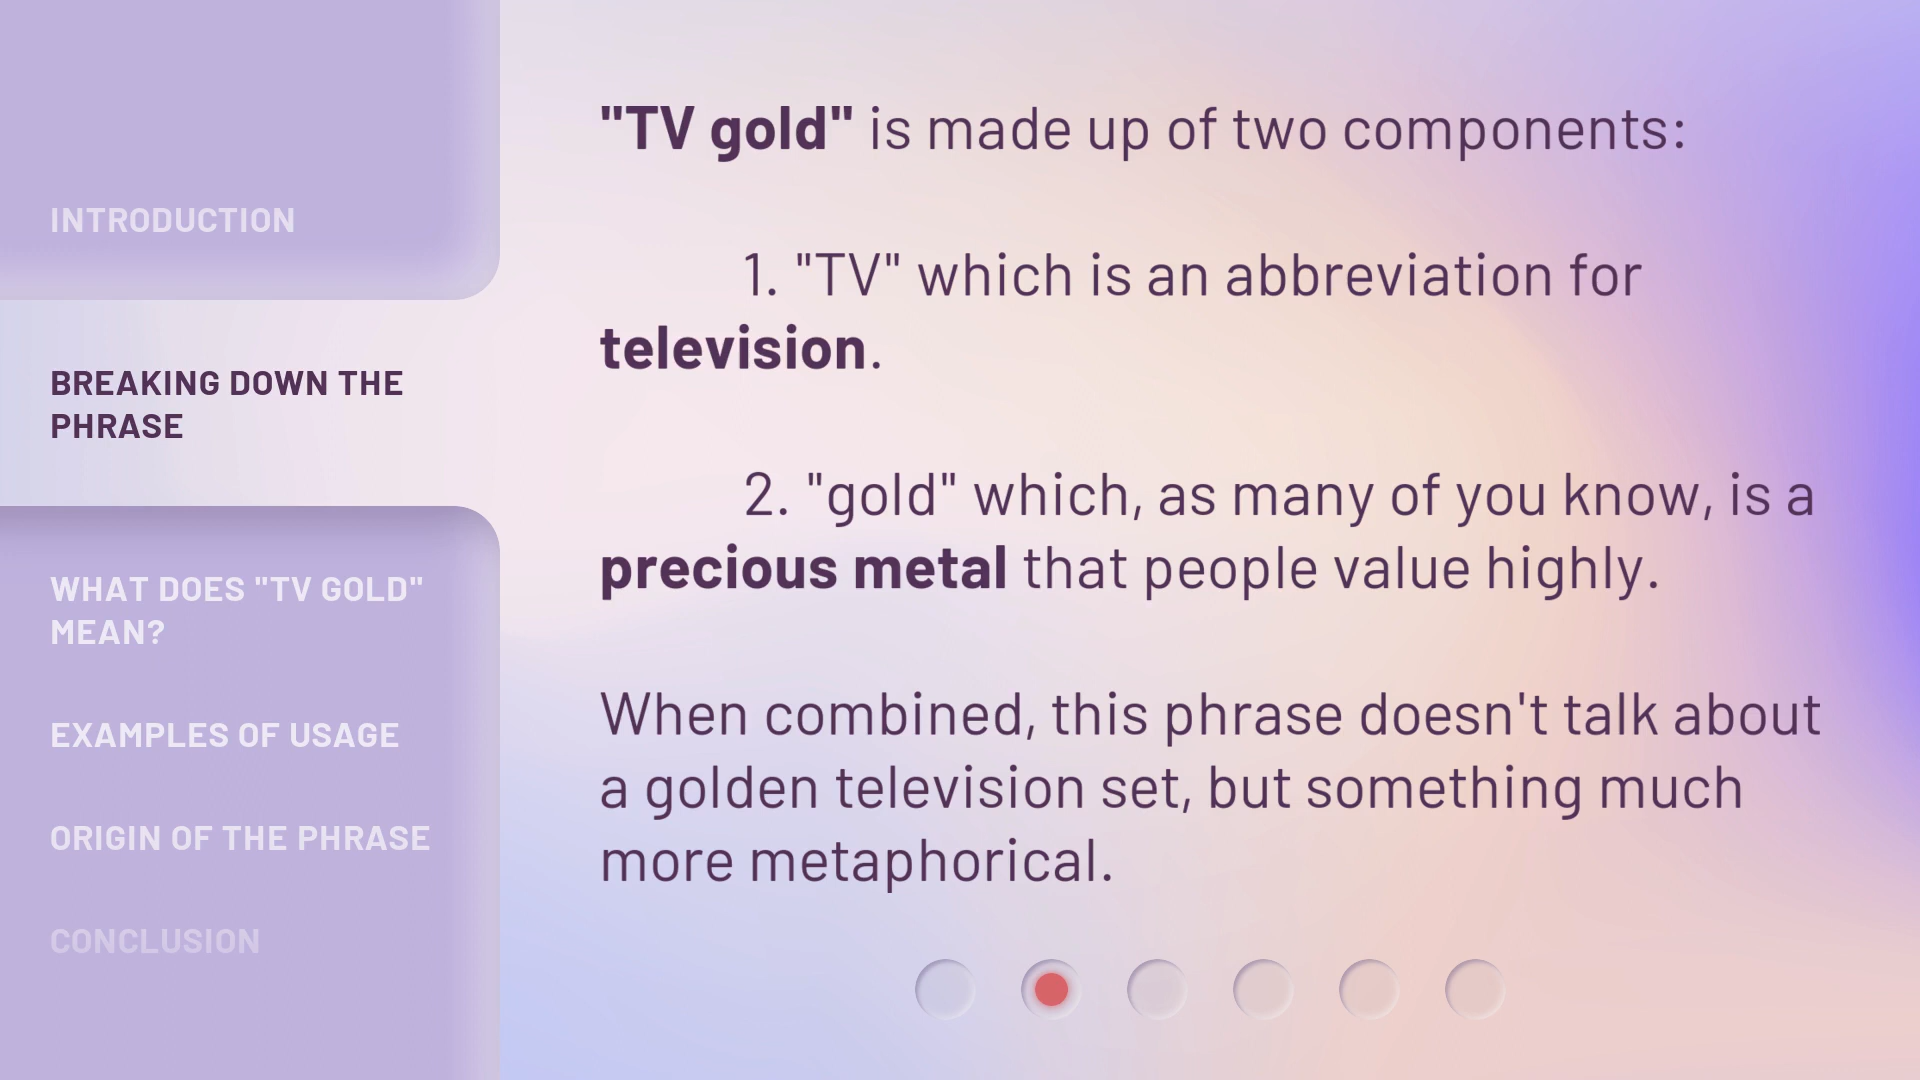 INTRODUCTION
BREAKING DOWN THE
PHRASE
WHAT DOES "TV GOLD"
MEAN?
EXAMPLES OF USAGE
ORIGIN OF THE PHRASE
CONCLUSION
"TV gold" is made up of two components:
1. "TV" which is an abbreviation for
television.
2. "gold" which, as many of you know, is a
precious metal that people value highly.
When combined, this phrase doesn't talk about
a golden television set, but something much
more metaphorical.